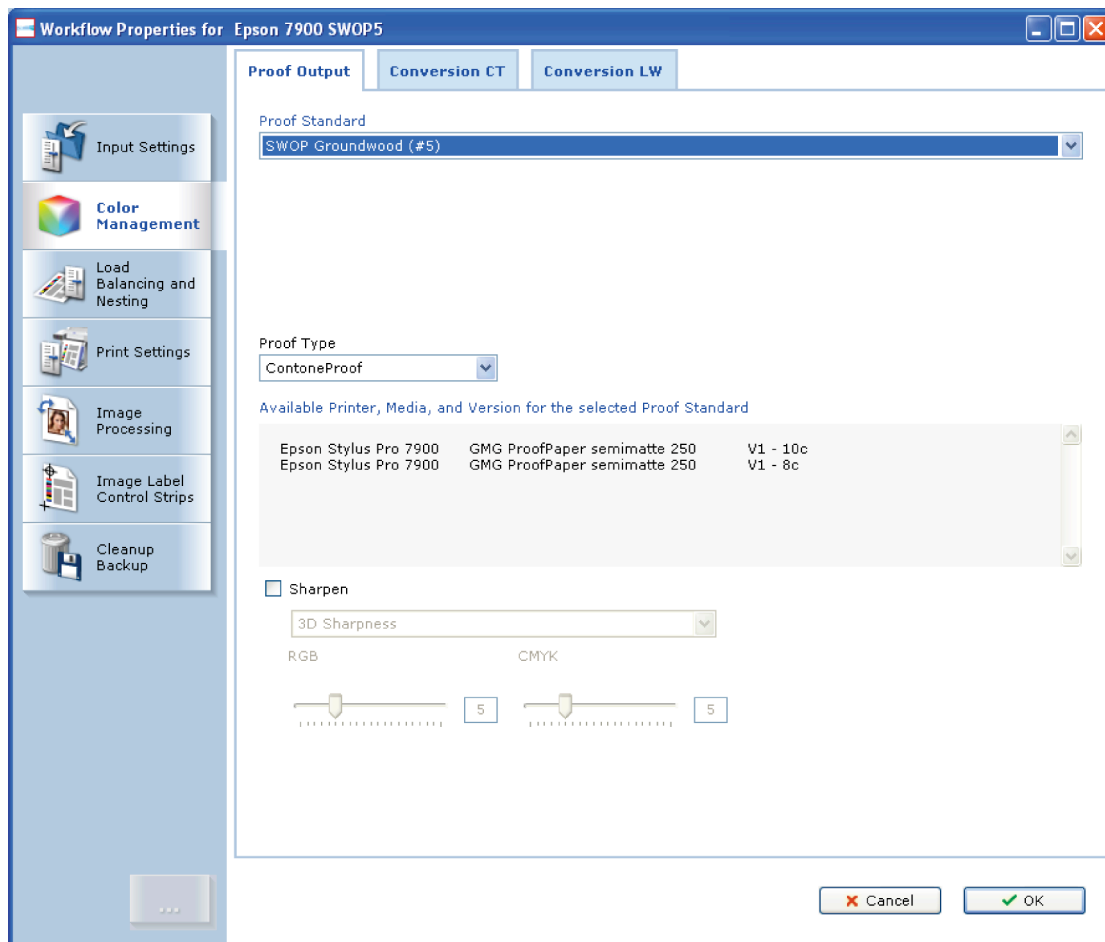 Workflow Properties for Epson 7900 SWOP5
Proof Output
Conversion CT
Conversion LW
Input Settings
Color
Management
Load
Balancing and
Nesting
Print Settings
Image
Processing
Image Label
Control Strips
Cleanup
Backup
...
Proof Standard
SWOP Groundwood (#5)
Proof Type
ContoneProof
Available Printer, Media, and Version for the selected Proof Standard
Epson Stylus Pro 7900 GMG ProofPaper semimatte 250 V1 - 10c
Epson Stylus Pro 7900 GMG ProofPaper semimatte 250 V1 - 8c
Sharpen
3D Sharpness
RGB CMYK
5 5
Cancel OK